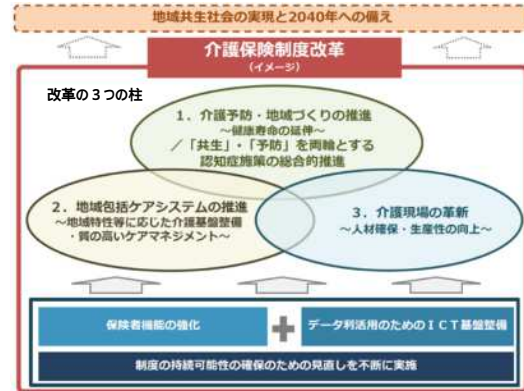 地域共生社会の実現と2040年への備え
介護保険制度改革
（イメージ）
改革の３つの柱
１．介護予防・地域づくりの推進
～健康寿命の延伸～
／「共生」・「予防」を両輪とする
認知症施策の総合的推進
２．地域包括ケアシステムの推進
～地域特性等に応じた介護基盤整備
・質の高いケアマネジメント～
３．介護現場の革新
～人材確保・生産性の向上～
保険者機能の強化
データ利活用のためのＩＣＴ基盤整備
制度の持続可能性の確保のための見直しを不断に実施